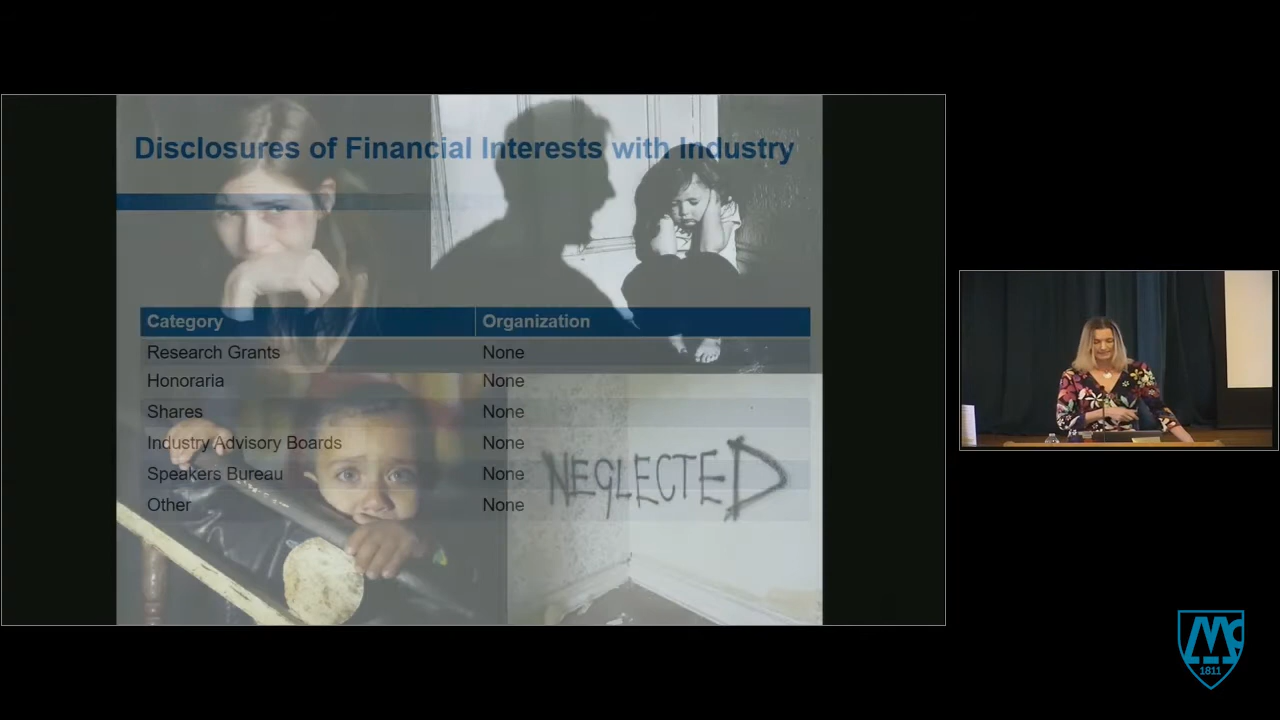 Disclosures of Financial Interests with Industry
Category Organization
Research Grants None
Honoraria None
Shares None
Industry Advisory Boards None
Speakers Bureau None
Other None
NEGLECTED
Mc
1811